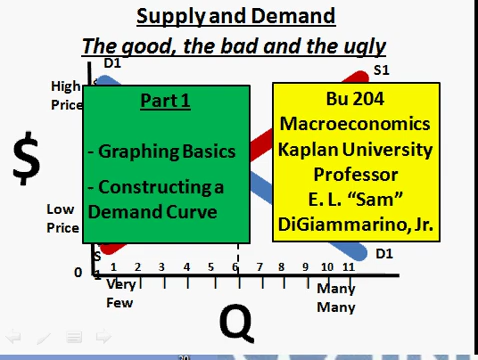 Supply and Demand
The good, the bad and the ugly
D1
S1
High
Price
Part 1
- Graphing Basics
- Constructing a
Demand Curve
Bu 204
Macroeconomics
Kaplan University
Professor
E. L. “Sam”
DiGiammarino, Jr.
$
Low
Price
S
1
D1
0
1 2 3 4 5 6 7 8 9 10 11
Very
Few
Many
Many
Q